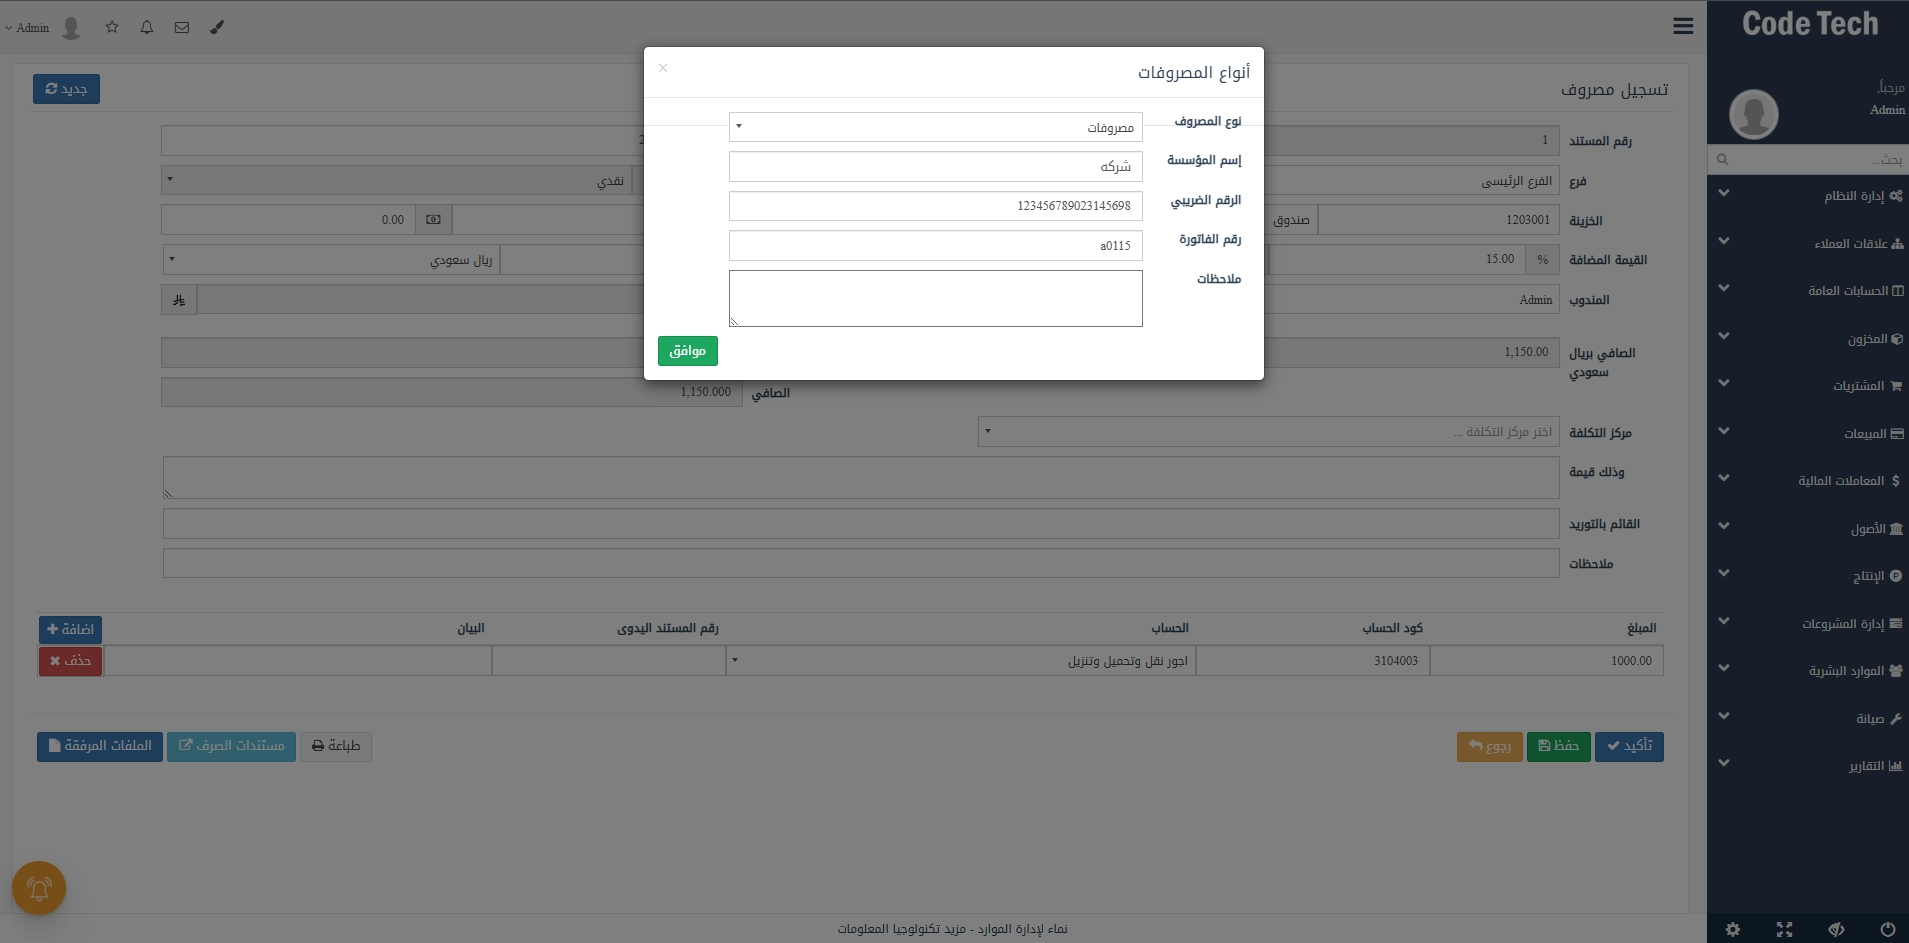 Code Tech
مرحباً,
Admin
بحث...
إدارة النظام
علاقات العملاء
الحسابات العامة
المخزون
المشتريات
المبيعات
المعاملات المالية
الأصول
الإنتاج
إدارة المشروعات
الموارد البشرية
صيانة
التقارير
Admin
تسجيل مصروف
جديد
أنواع المصروفات
×
نوع المصروف
مصروفات
إسم المؤسسة
شركه
الرقم الضريبي
123456789023145698
رقم الفاتورة
a0115
ملاحظات
موافق
رقم المستند
1
2
فرع
الفرع الرئيسى
نقدي
الخزينة
1203001
صندوق
0.00
القيمة المضافة
%
15.00
ريال سعودي
المندوب
Admin
الصافي بريال سعودي
1,150.00
الصافي
1,150.000
مركز التكلفة
اختر مركز التكلفة ...
وذلك قيمة
القائم بالتوريد
ملاحظات
المبلغ
كود الحساب
الحساب
رقم المستند اليدوى
البيان
اضافة
1000.00
3104003
اجور نقل وتحميل وتنزيل
حذف
تأكيد
حفظ
رجوع
طباعة
مستندات الصرف
الملفات المرفقة
نماء لإدارة الموارد - مزيد تكنولوجيا المعلومات